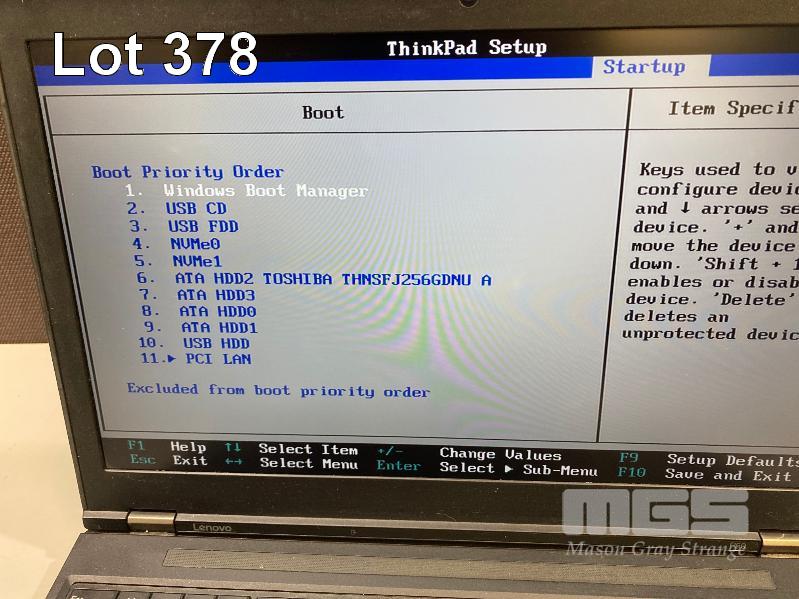 Lot 378
ThinkPad Setup
Startup
Boot
Item Specif
Boot Priority Order
1. Windows Boot Manager
2. USB CD
3. USB FDD
4. NVMe0
5. NVMe1
6. ATA HDD2 TOSHIBA THNSFJ256GDNU A
7. ATA HDD3
8. ATA HDD0
9. ATA HDD1
10. USB HDD
11.▶ PCI LAN
Excluded from boot priority order
Keys used to v
configure devic
and ↓ arrows se
device. '+' and
move the device
down. 'Shift + 1
enables or disab
device. 'Delete'
deletes an
unprotected devic
F1 Help ↑↓ Select Item +/- Change Values F9 Setup Defaults
Esc Exit ←→ Select Menu Enter Select ▶ Sub-Menu F10 Save and Exit
Lenovo
MGS
Mason Gray Strange